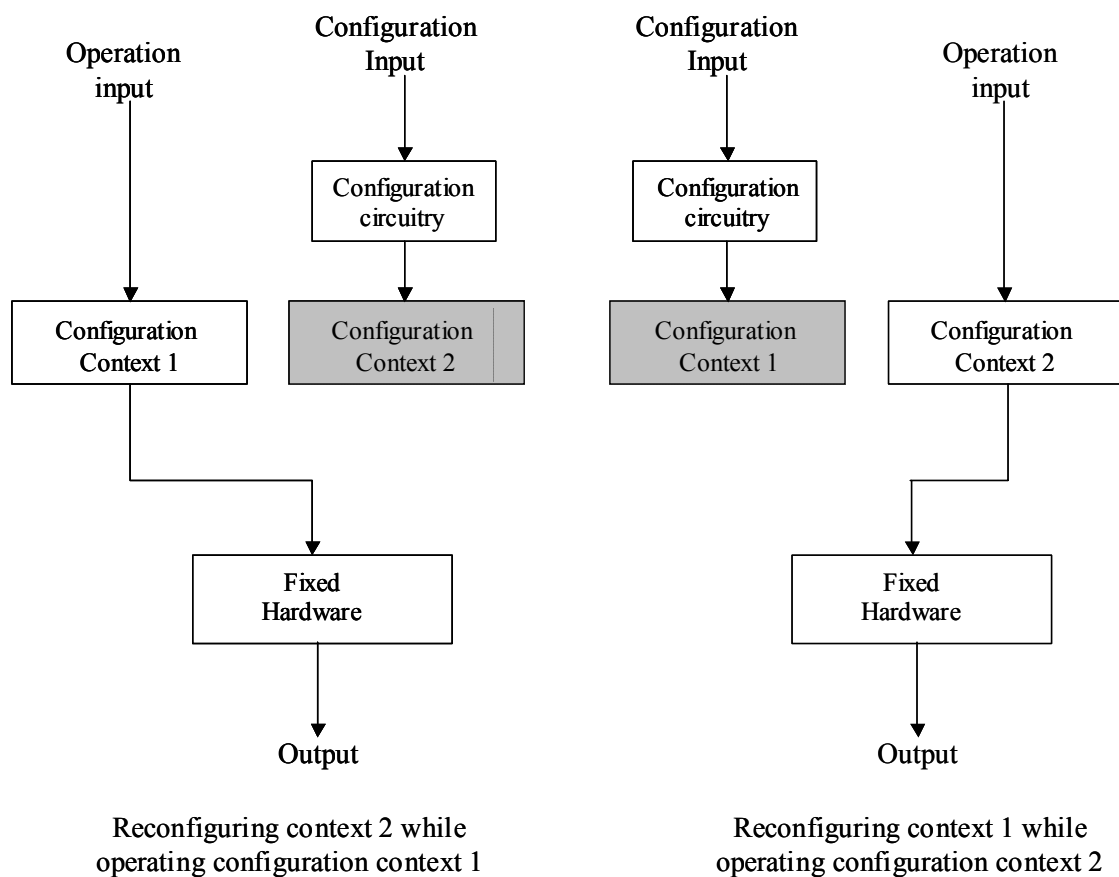 Operation
input
Configuration
Input
Configuration
circuitry
Configuration
Context 1
Configuration
Context 2
Fixed
Hardware
Output
Reconfiguring context 2 while
operating configuration context 1
Configuration
Input
Operation
input
Configuration
circuitry
Configuration
Context 1
Configuration
Context 2
Fixed
Hardware
Output
Reconfiguring context 1 while
operating configuration context 2